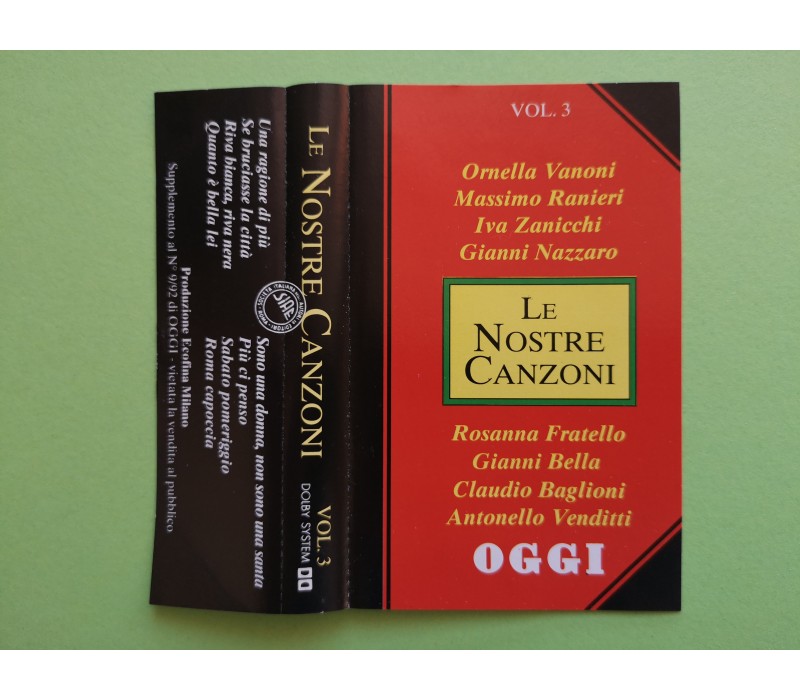 VOL. 3
Ornella Vanoni
Massimo Ranieri
Iva Zanicchi
Gianni Nazzaro
LE
NOSTRE
CANZONI
Rosanna Fratello
Gianni Bella
Claudio Baglioni
Antonello Venditti
OGGI
LE NOSTRE CANZONI VOL. 3
DOLBY SYSTEM
SIAE
Una ragione di più
Se bruciasse la città
Riva bianca, riva nera
Quanto è bella lei
Sono una donna, non sono una santa
Più ci penso
Sabato pomeriggio
Roma capoccia
Produzione Ecofina Milano
Supplemento al N° 9/92 di OGGI - vietata la vendita al pubblico